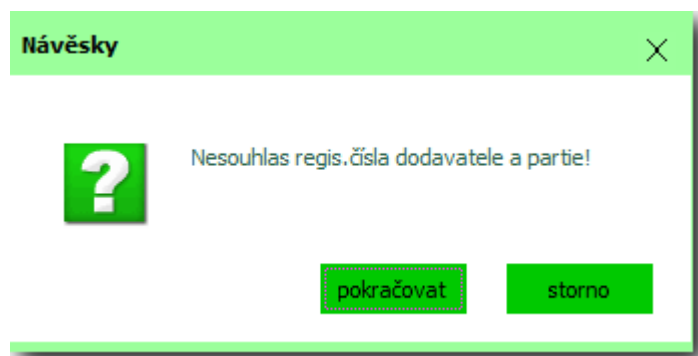 Návěsky
Nesouhlas regis.čísla dodavatele a partie!
pokračovat
storno